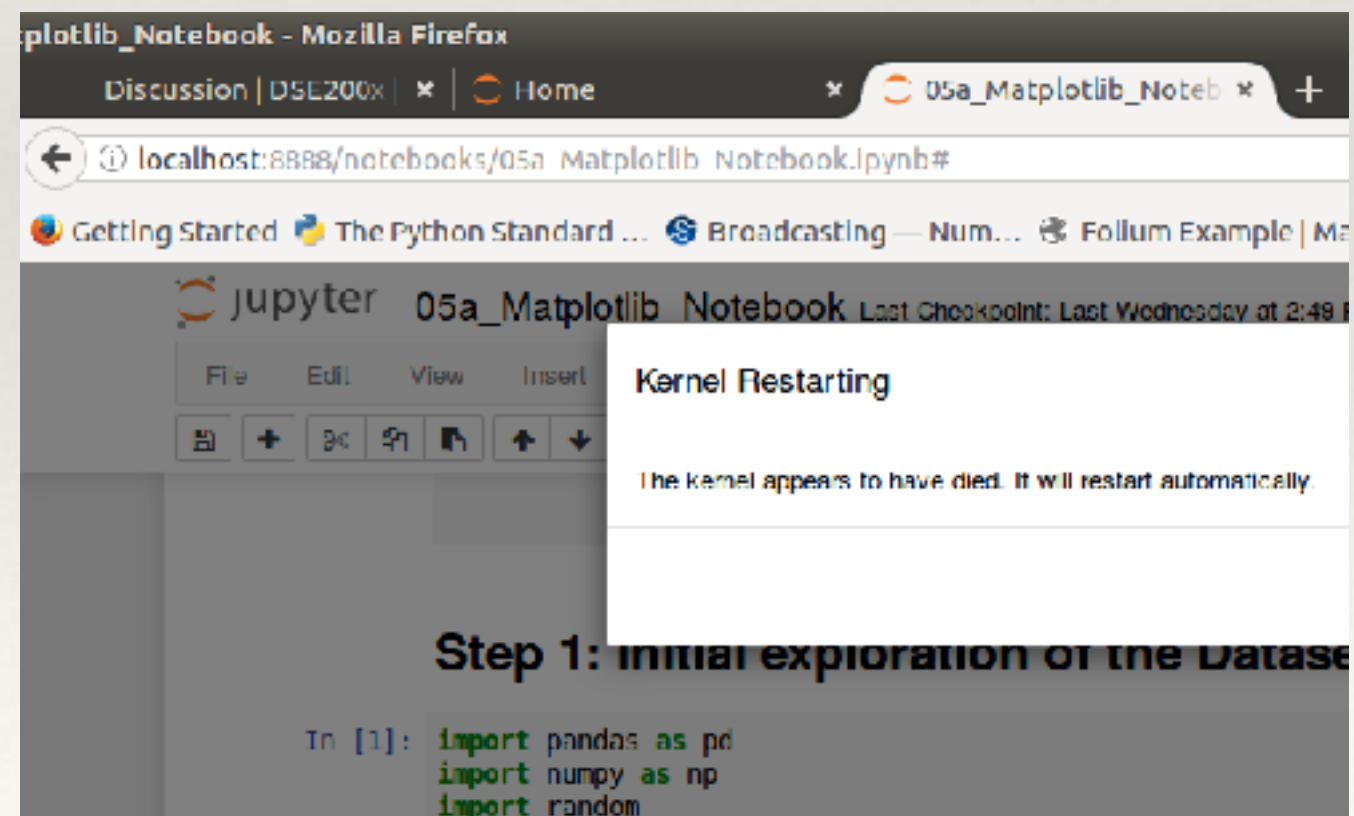 plotlib_Notebook - Mozilla Firefox
Discussion | DSE200x | Home 05a_Matplotlib_Noteb
localhost:8888/notebooks/05a_Matplotlib_Notebook.ipynb#
Getting Started The Python Standard ... Broadcasting — Num... Folium Example | Ma
jupyter 05a_Matplotlib_Notebook Last Checkpoint: Last Wednesday at 2:49 P
File Edit View Insert
Kernel Restarting
The kernel appears to have died. It will restart automatically.
Step 1: Initial exploration of the Datase
In [1]: import pandas as pd
import numpy as np
import random